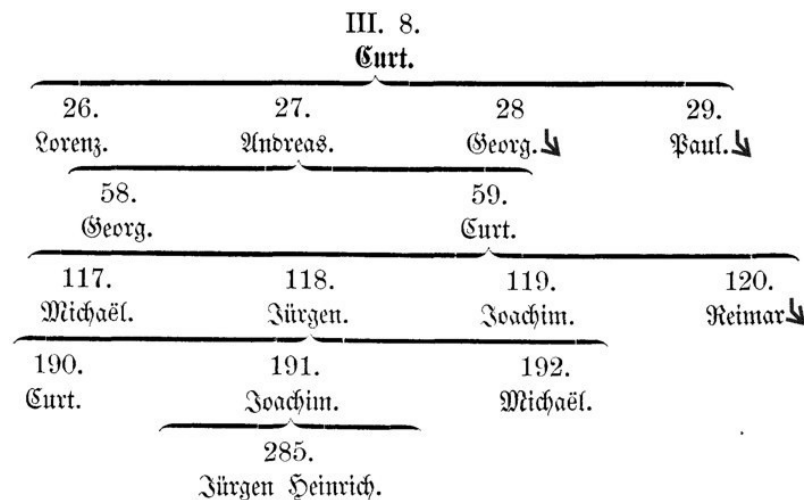 III. 8.
Curt.
26. 27. 28 29.
Lorenz. Andreas. Georg. Paul.
58. 59.
Georg. Curt.
117. 118. 119. 120.
Michaël. Jürgen. Joachim. Reimar
190. 191. 192.
Curt. Joachim. Michaël.
285.
Jürgen Heinrich.